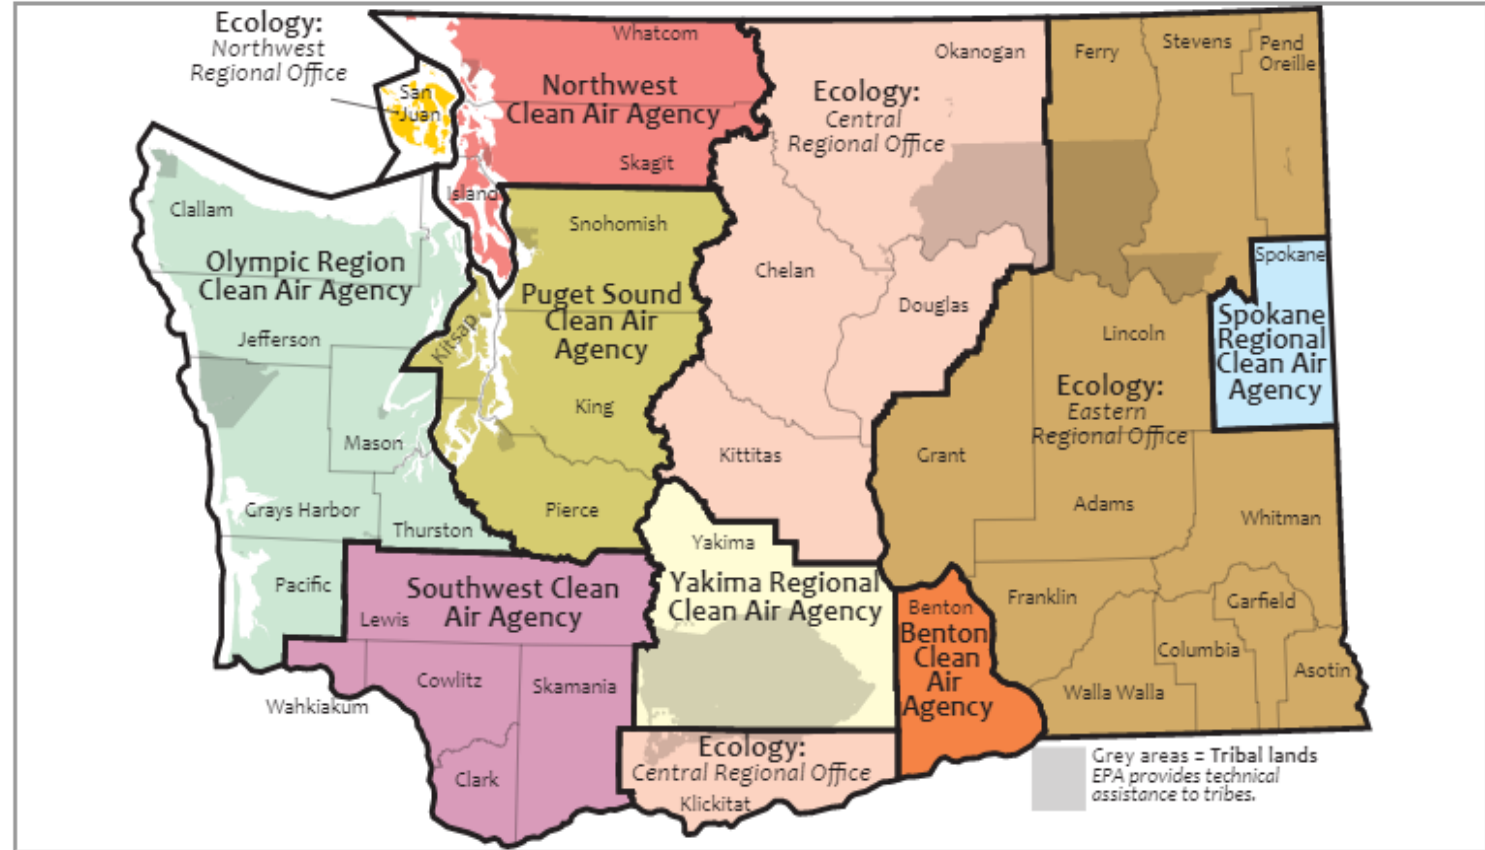 Ecology:
Northwest
Regional Office
San
Juan
Whatcom
Northwest
Clean Air Agency
Skagit
Island
Okanogan
Ecology:
Central
Regional Office
Ferry
Stevens
Pend
Oreille
Clallam
Olympic Region
Clean Air Agency
Jefferson
Mason
Grays Harbor
Thurston
Pacific
Snohomish
Puget Sound
Clean Air
Agency
Kitsap
King
Pierce
Chelan
Douglas
Kittitas
Spokane
Spokane
Regional
Clean Air
Agency
Lincoln
Ecology:
Eastern
Regional Office
Grant
Adams
Whitman
Franklin
Garfield
Columbia
Asotin
Walla Walla
Yakima
Yakima Regional
Clean Air Agency
Benton
Benton
Clean
Air
Agency
Southwest Clean
Air Agency
Lewis
Cowlitz
Skamania
Wahkiakum
Clark
Ecology:
Central Regional Office
Klickitat
Grey areas = Tribal lands
EPA provides technical
assistance to tribes.